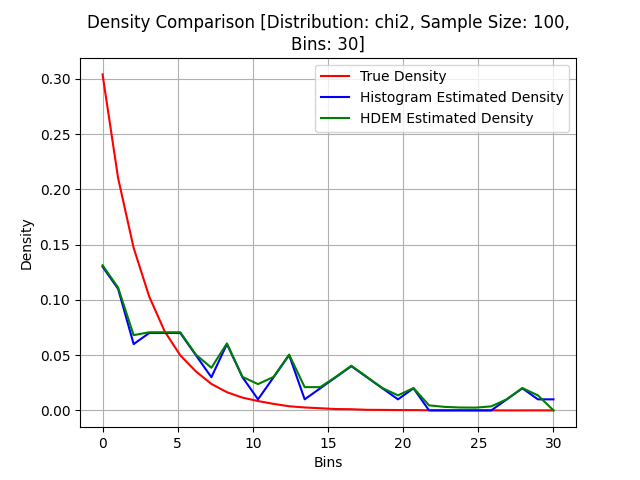 Density Comparison [Distribution: chi2, Sample Size: 100,
Bins: 30]
True Density
Histogram Estimated Density
HDEM Estimated Density
Density
0.30
0.25
0.20
0.15
0.10
0.05
0.00
0 5 10 15 20 25 30
Bins